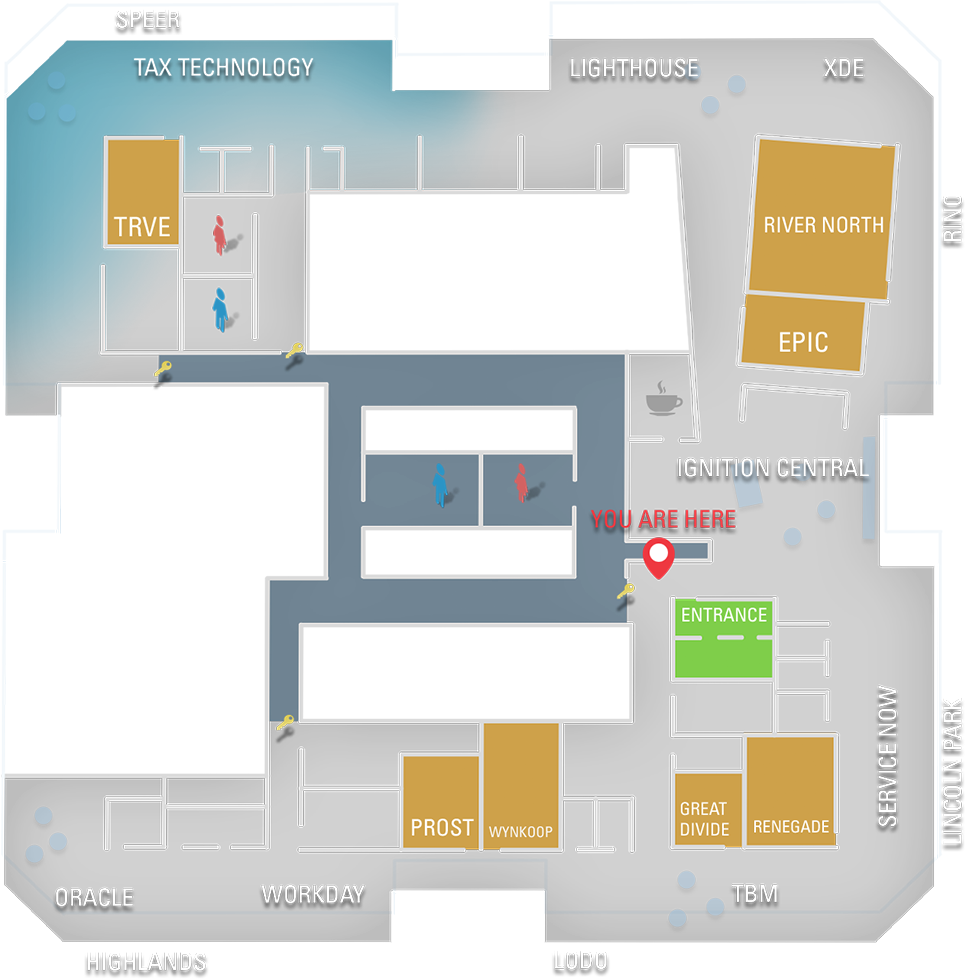 SPEER
TAX TECHNOLOGY
LIGHTHOUSE
XDE
TRVE
RIVER NORTH
RINO
EPIC
IGNITION CENTRAL
YOU ARE HERE
ENTRANCE
SERVICE NOW
LINCOLN PARK
PROST
WYNKOOP
GREAT
DIVIDE
RENEGADE
ORACLE
WORKDAY
TBM
HIGHLANDS
LODO